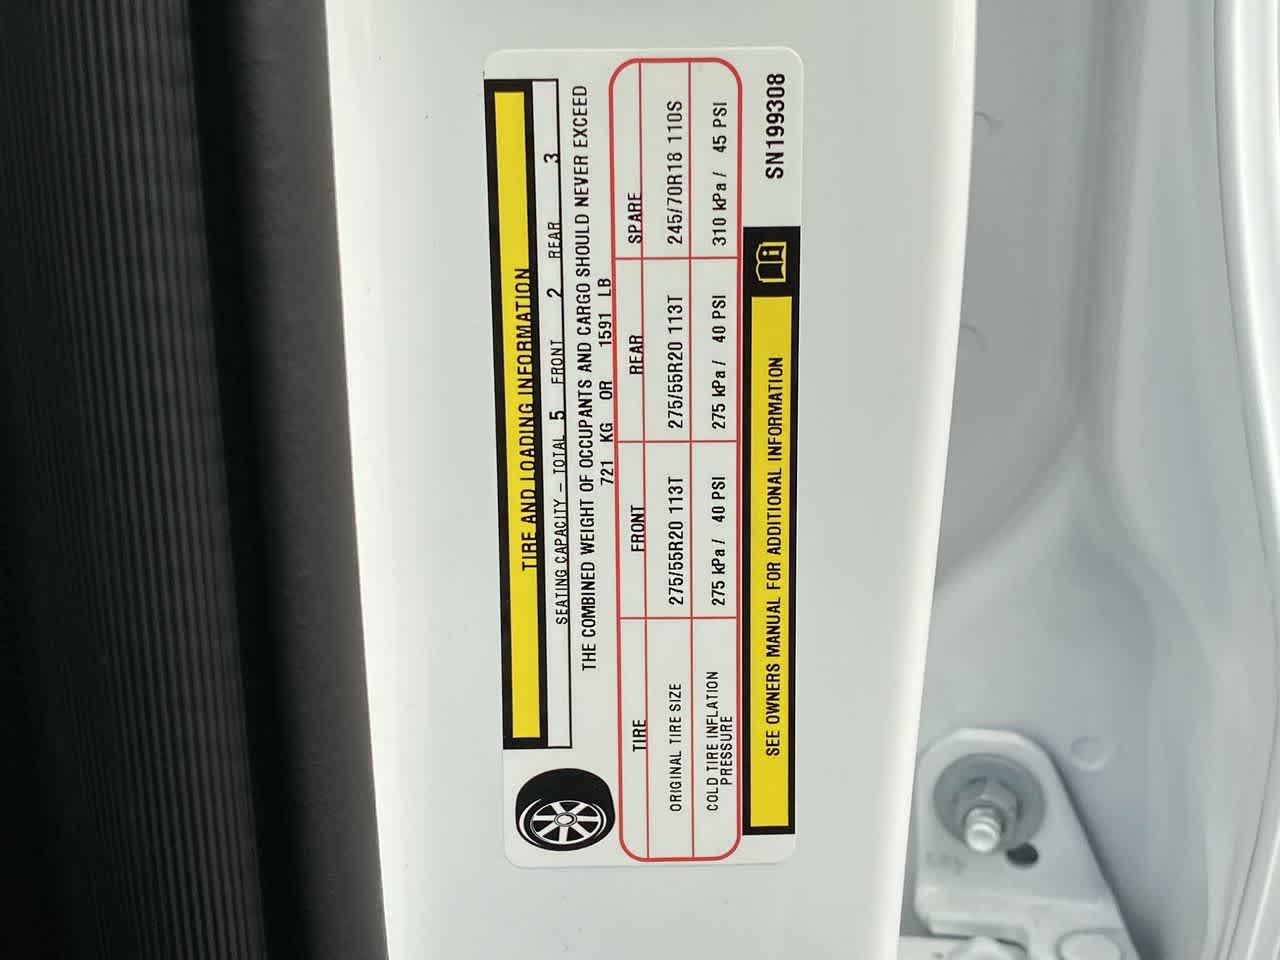 TIRE AND LOADING INFORMATION
SEATING CAPACITY - TOTAL 5 FRONT 2 REAR 3
THE COMBINED WEIGHT OF OCCUPANTS AND CARGO SHOULD NEVER EXCEED
721 KG OR 1591 LB
TIRE FRONT REAR SPARE
ORIGINAL TIRE SIZE 275/55R20 113T 275/55R20 113T 245/70R18 110S
COLD TIRE INFLATION PRESSURE 275 kPa / 40 PSI 275 kPa / 40 PSI 310 kPa / 45 PSI
SEE OWNERS MANUAL FOR ADDITIONAL INFORMATION
SN199308